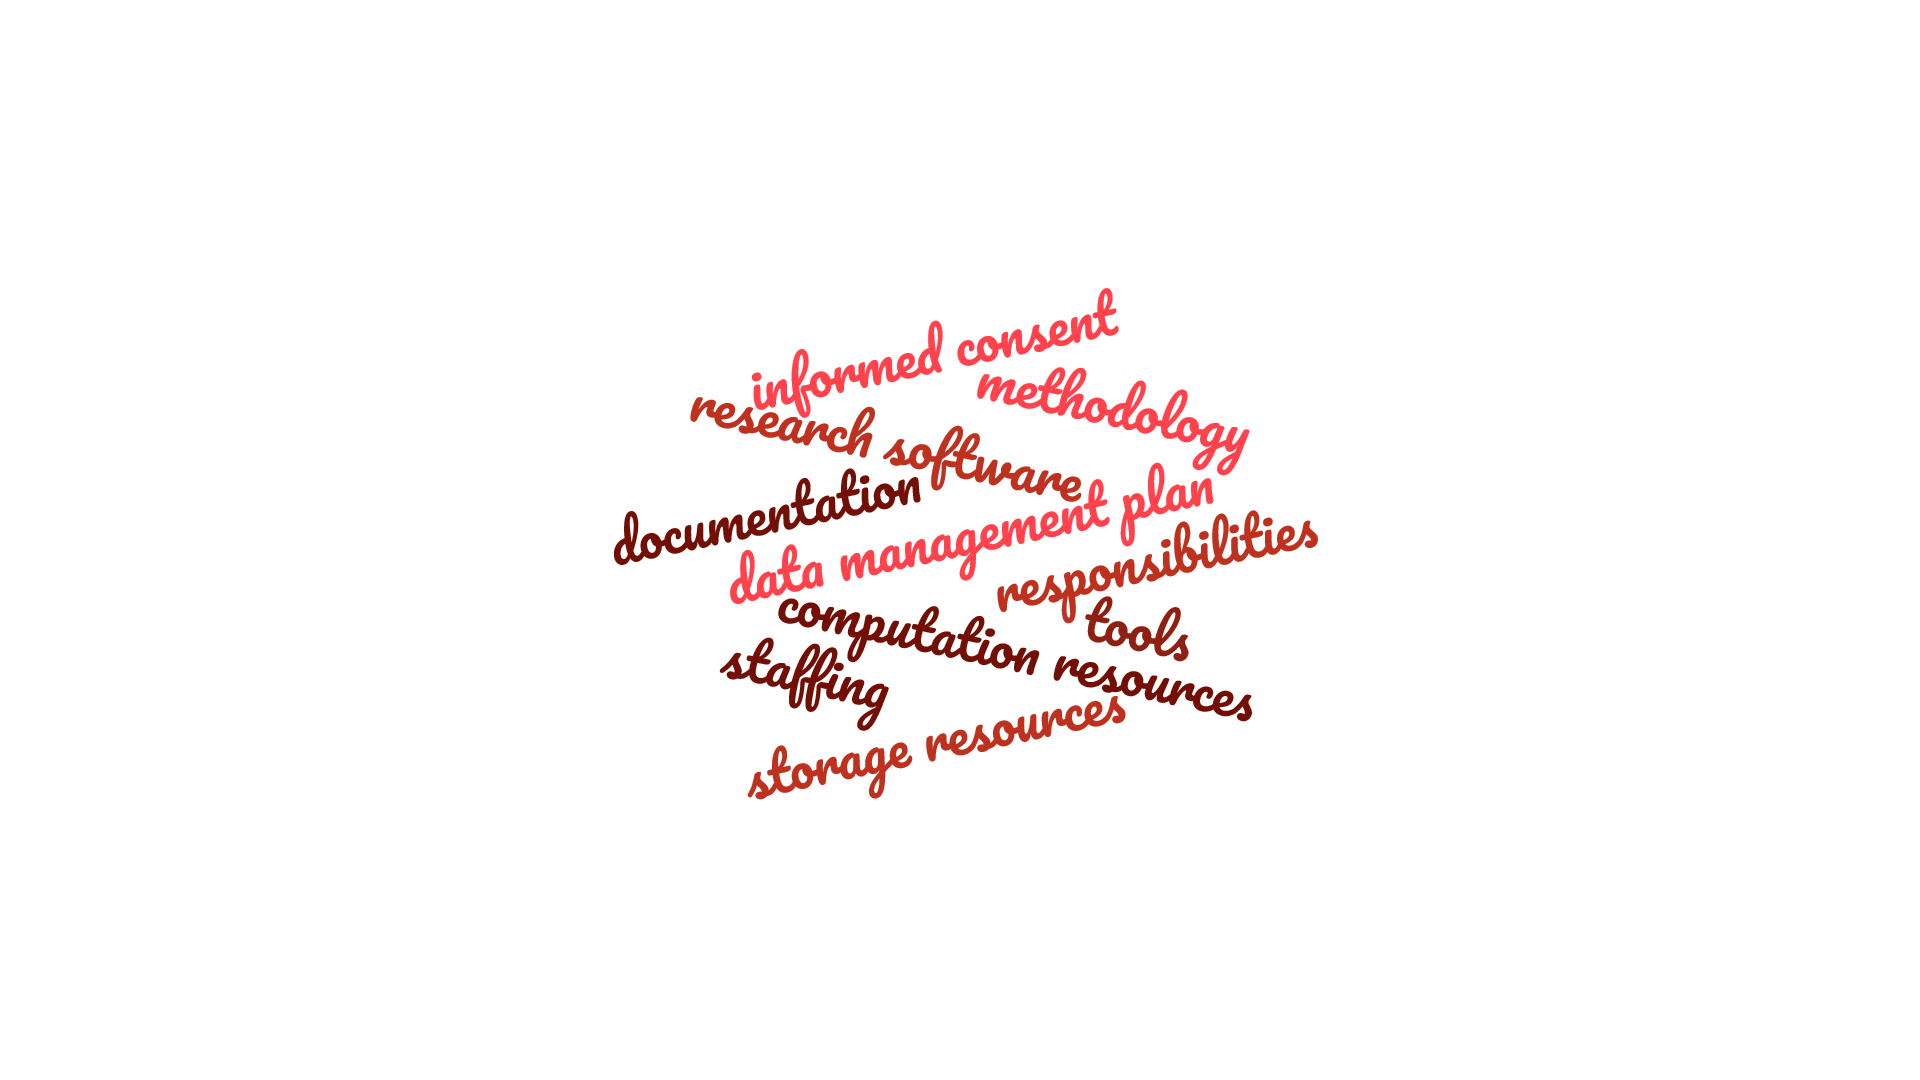 informed consent
methodology
research software
documentation
data management plan
responsibilities
computation resources
tools
staffing
storage resources